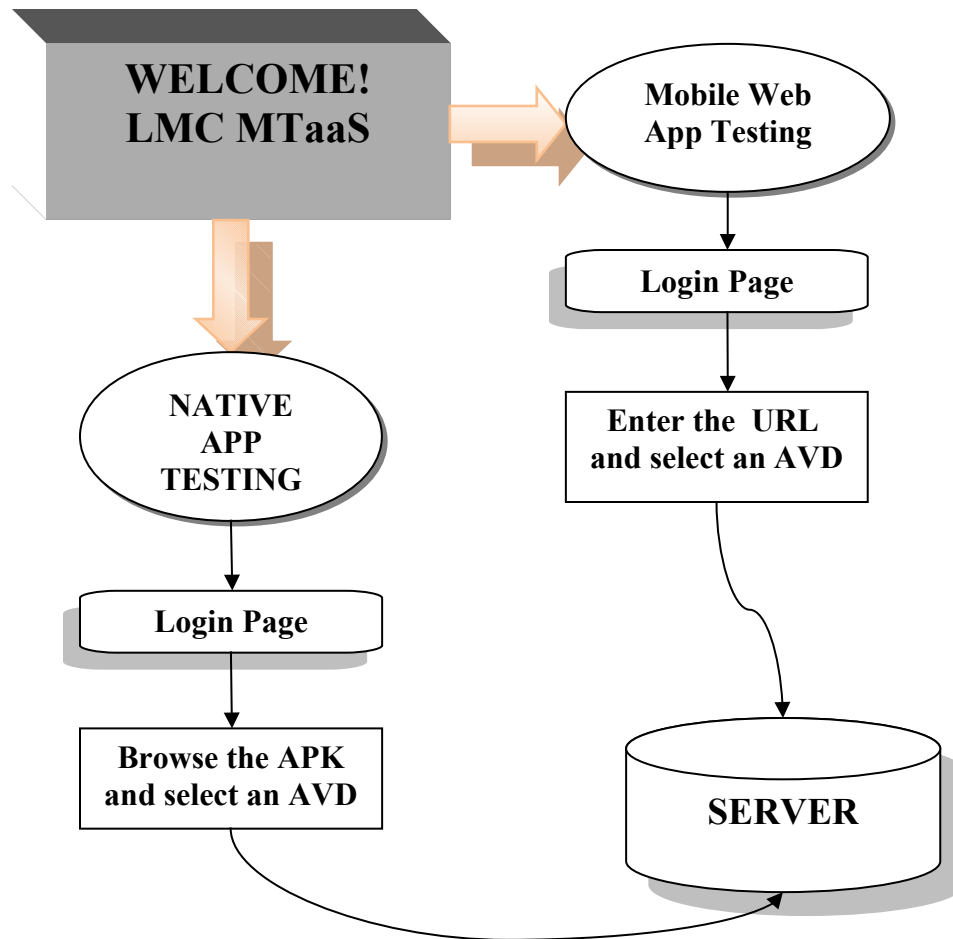 WELCOME!
LMC MTaaS
Mobile Web
App Testing
Login Page
Enter the URL
and select an AVD
NATIVE
APP
TESTING
Login Page
Browse the APK
and select an AVD
SERVER